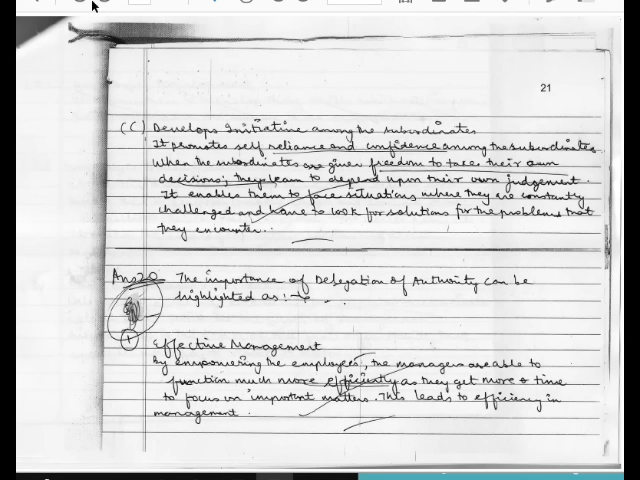 21
(C) Develops Initiative among the subordinates
It promotes self reliance and confidence among the subordinates.
When the subordinates are given freedom to take their own
decisions; they learn to depend upon their own judgement.
It enables them to face situations where they are constantly
challenged and have to look for solutions for the problems that
they encounter.
Ans 20 The importance of Delegation of Authority can be
highlighted as:-
Effective Management
By empowering the employees, the managers are able to
function much more efficiently as they get more time
to focus on important matters. This leads to efficiency in
management.